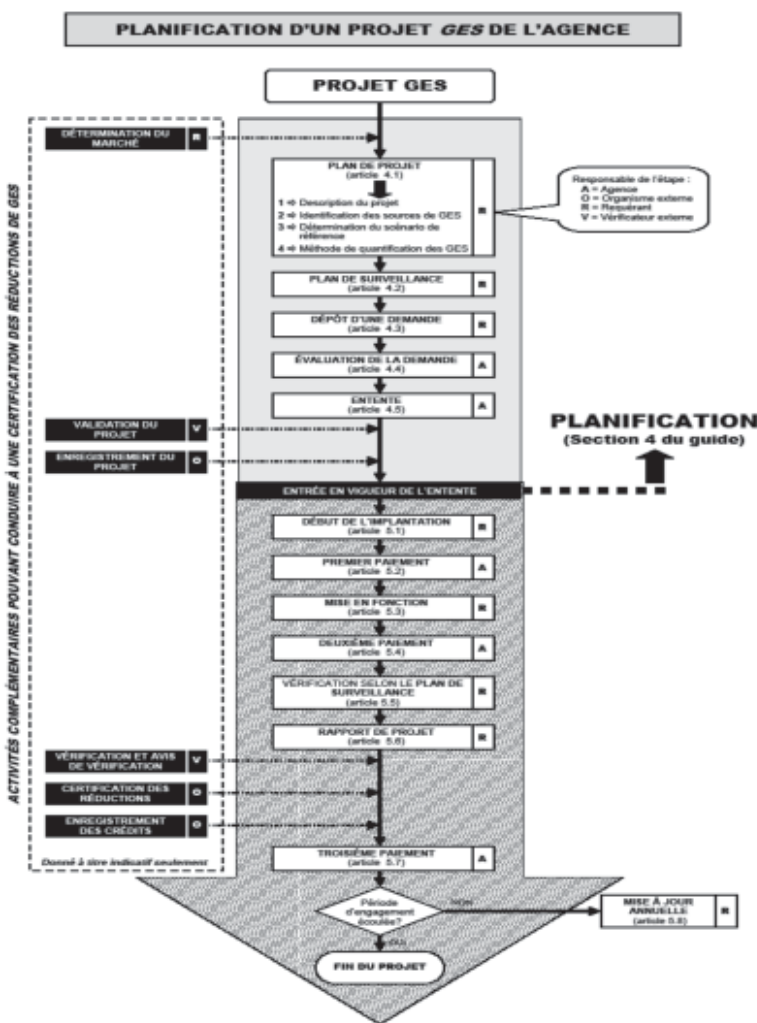 PLANIFICATION D'UN PROJET GES DE L'AGENCE
PROJET GES
ACTIVITÉS COMPLÉMENTAIRES POUVANT CONDUIRE À UNE CERTIFICATION DES RÉDUCTIONS DE GES
DÉTERMINATION DU
MARCHÉ
R
PLAN DE PROJET
(article 4.1)
1 ⇨ Description du projet
2 ⇨ Identification des sources de GES
3 ⇨ Détermination du scénario de
référence
4 ⇨ Méthode de quantification des GES
R
Responsable de l'étape :
A = Agence
O = Organisme externe
R = Requérant
V = Vérificateur externe
PLAN DE SURVEILLANCE
(article 4.2)
R
DÉPÔT D'UNE DEMANDE
(article 4.3)
R
ÉVALUATION DE LA DEMANDE
(article 4.4)
A
ENTENTE
(article 4.5)
A
VALIDATION DU
PROJET
V
ENREGISTREMENT DU
PROJET
O
PLANIFICATION
(Section 4 du guide)
ENTRÉE EN VIGUEUR DE L'ENTENTE
DÉBUT DE L'IMPLANTATION
(article 5.1)
R
PREMIER PAIEMENT
(article 5.2)
A
MISE EN FONCTION
(article 5.3)
R
DEUXIÈME PAIEMENT
(article 5.4)
A
VÉRIFICATION SELON LE PLAN DE
SURVEILLANCE
(article 5.5)
R
RAPPORT DE PROJET
(article 5.6)
R
VÉRIFICATION ET AVIS
DE VÉRIFICATION
V
CERTIFICATION DES
RÉDUCTIONS
O
ENREGISTREMENT
DES CRÉDITS
O
Donné à titre indicatif seulement
TROISIÈME PAIEMENT
(article 5.7)
A
Période
d'engagement
écoulée?
NON
MISE À JOUR
ANNUELLE
(article 5.8)
R
OUI
FIN DU PROJET